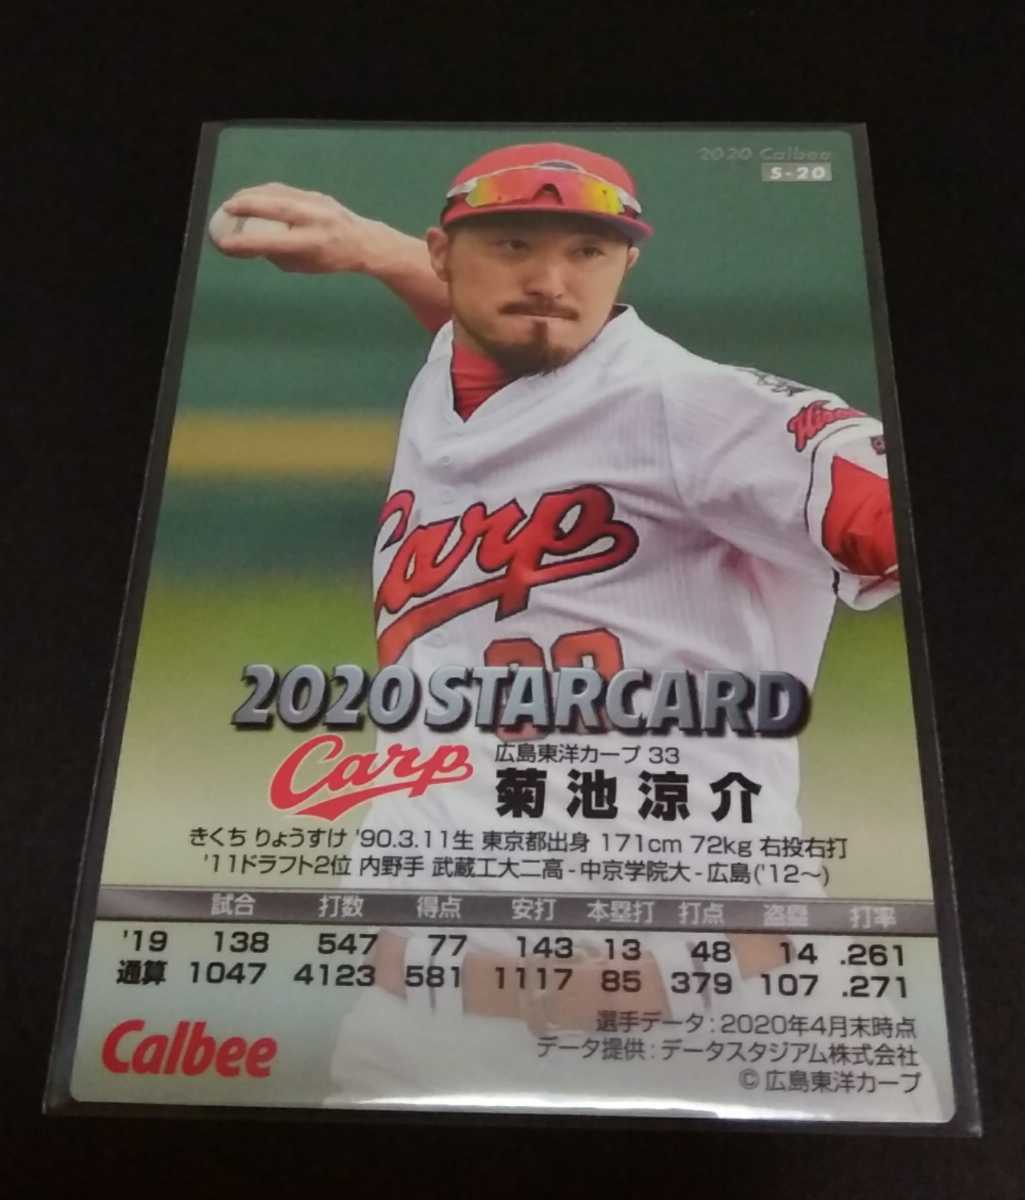 2020 Calbee
S-20
Carp
2020 STARCARD
Carp
広島東洋カープ 33
菊池涼介
きくち りょうすけ '90.3.11生 東京都出身 171cm 72kg 右投右打
'11ドラフト2位 内野手 武蔵工大二高 - 中京学院大 - 広島('12〜)
試合 打数 得点 安打 本塁打 打点 盗塁 打率
'19 138 547 77 143 13 48 14 .261
通算 1047 4123 581 1117 85 379 107 .271
Calbee
選手データ : 2020年4月末時点
データ提供 : データスタジアム株式会社
© 広島東洋カープ